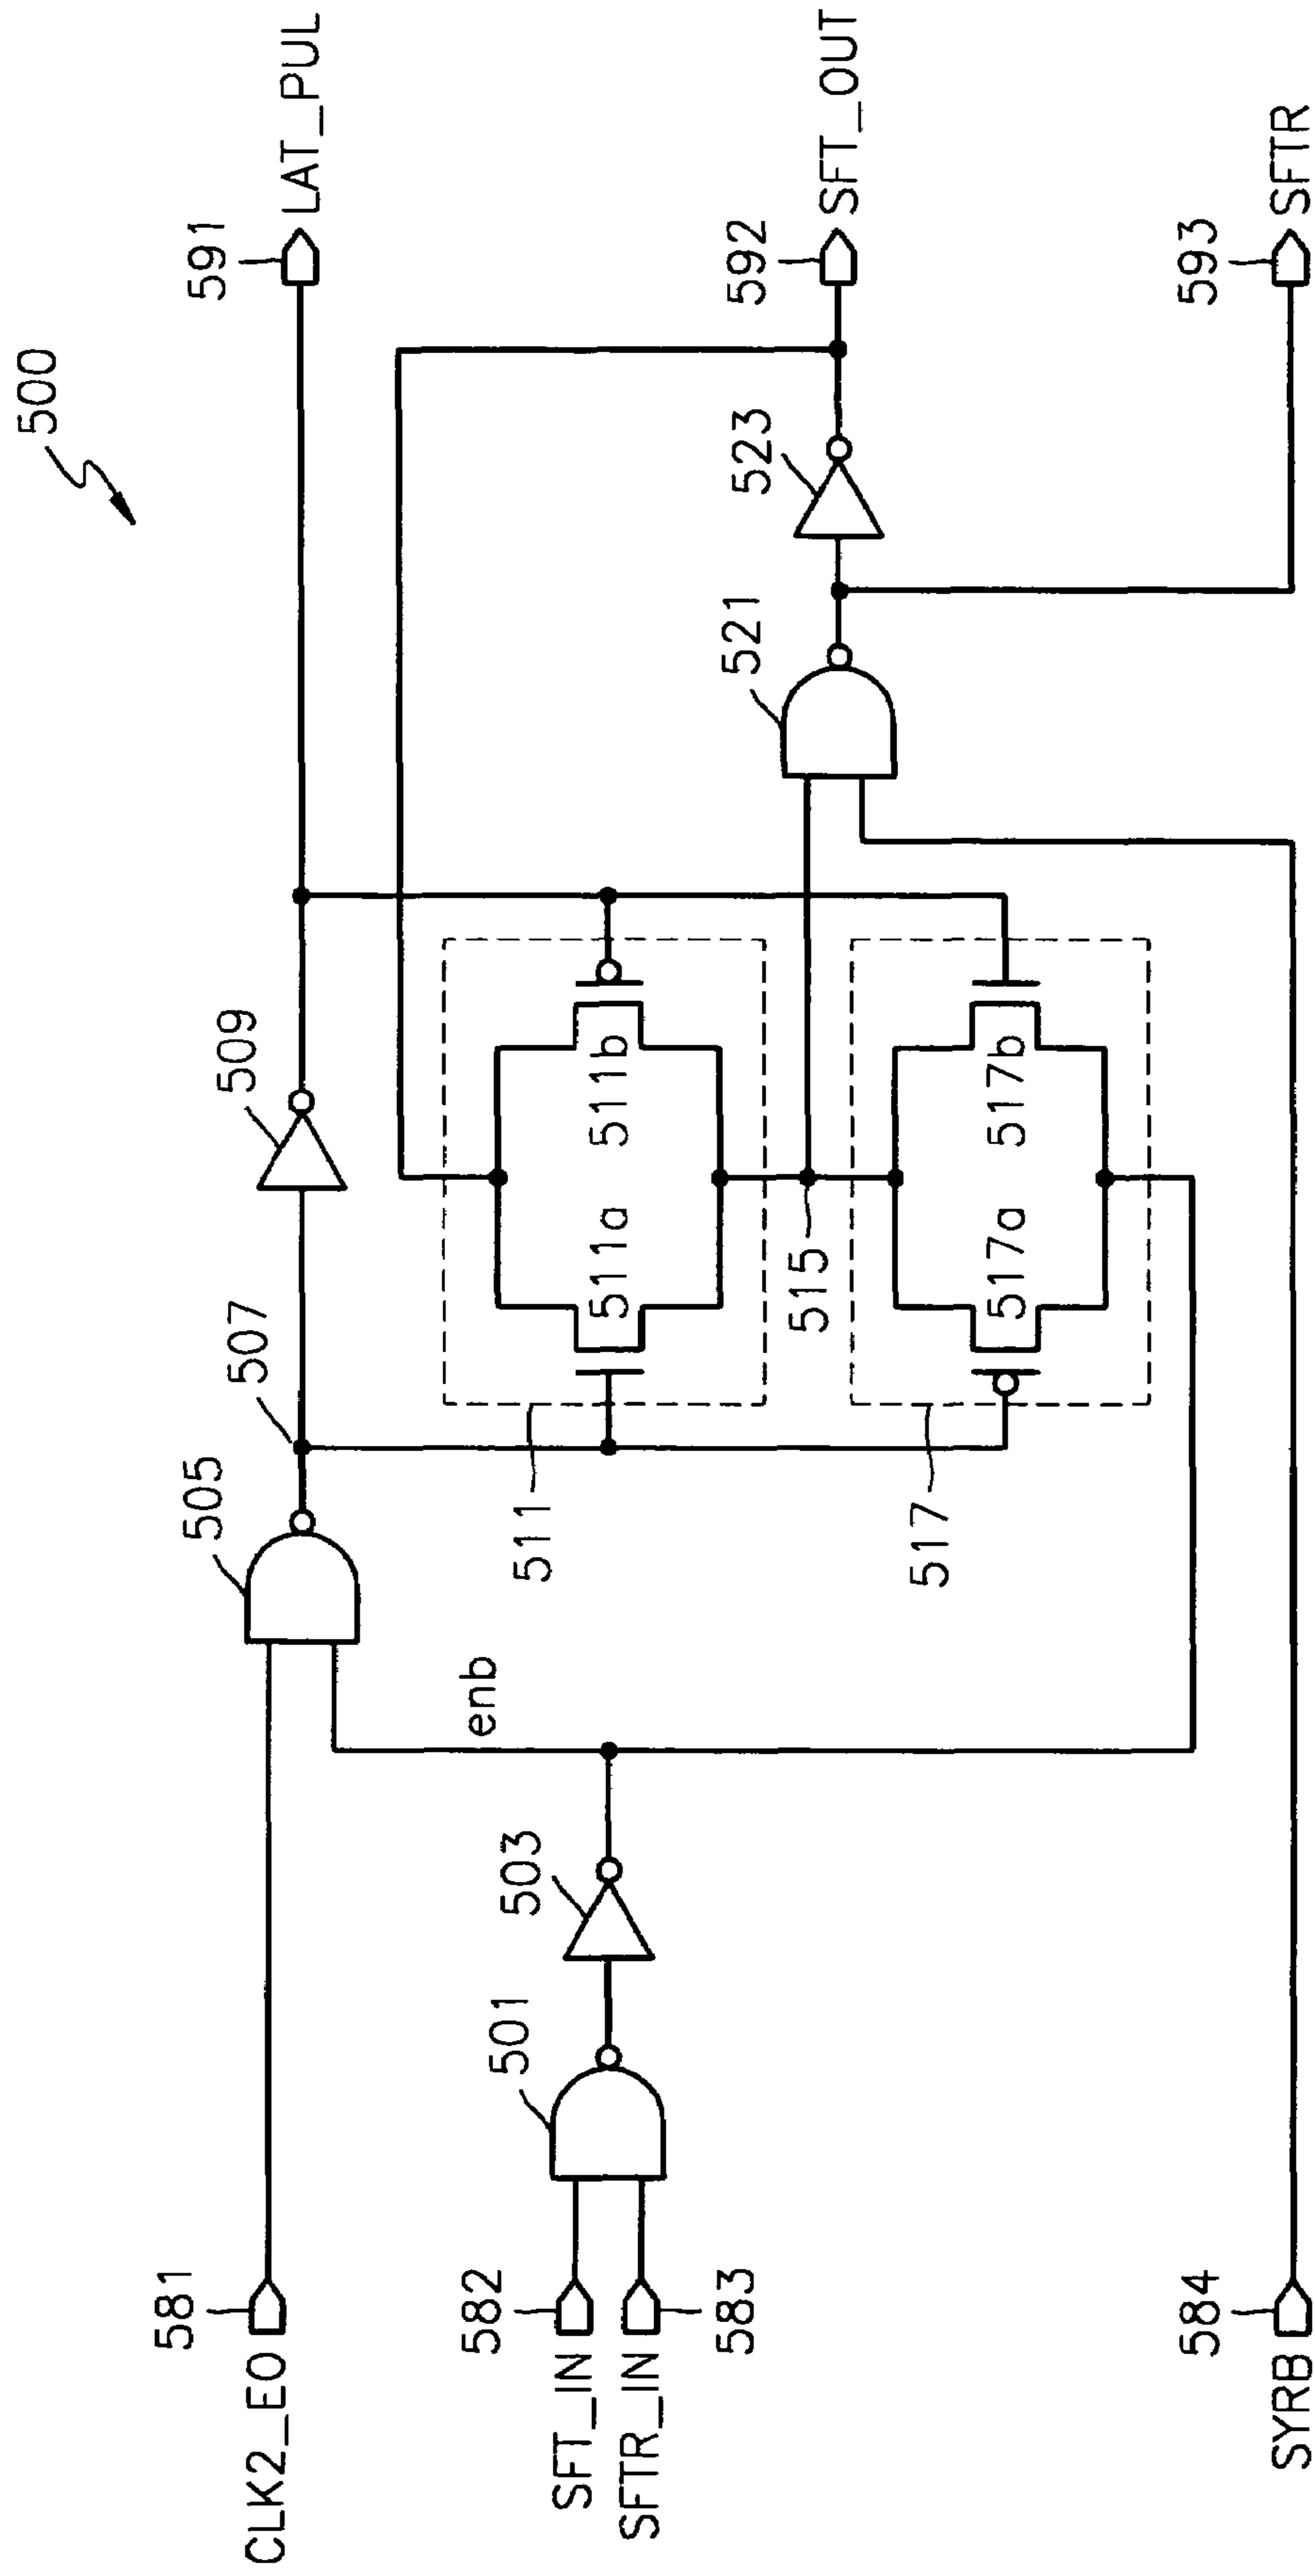 500
CLK2_EO
581
505
507
509
591
LAT_PUL
enb
SFT_IN
582
SFTR_IN
583
501
503
511
511a
511b
515
517
517a
517b
521
523
592
SFT_OUT
SYRB
584
593
SFTR